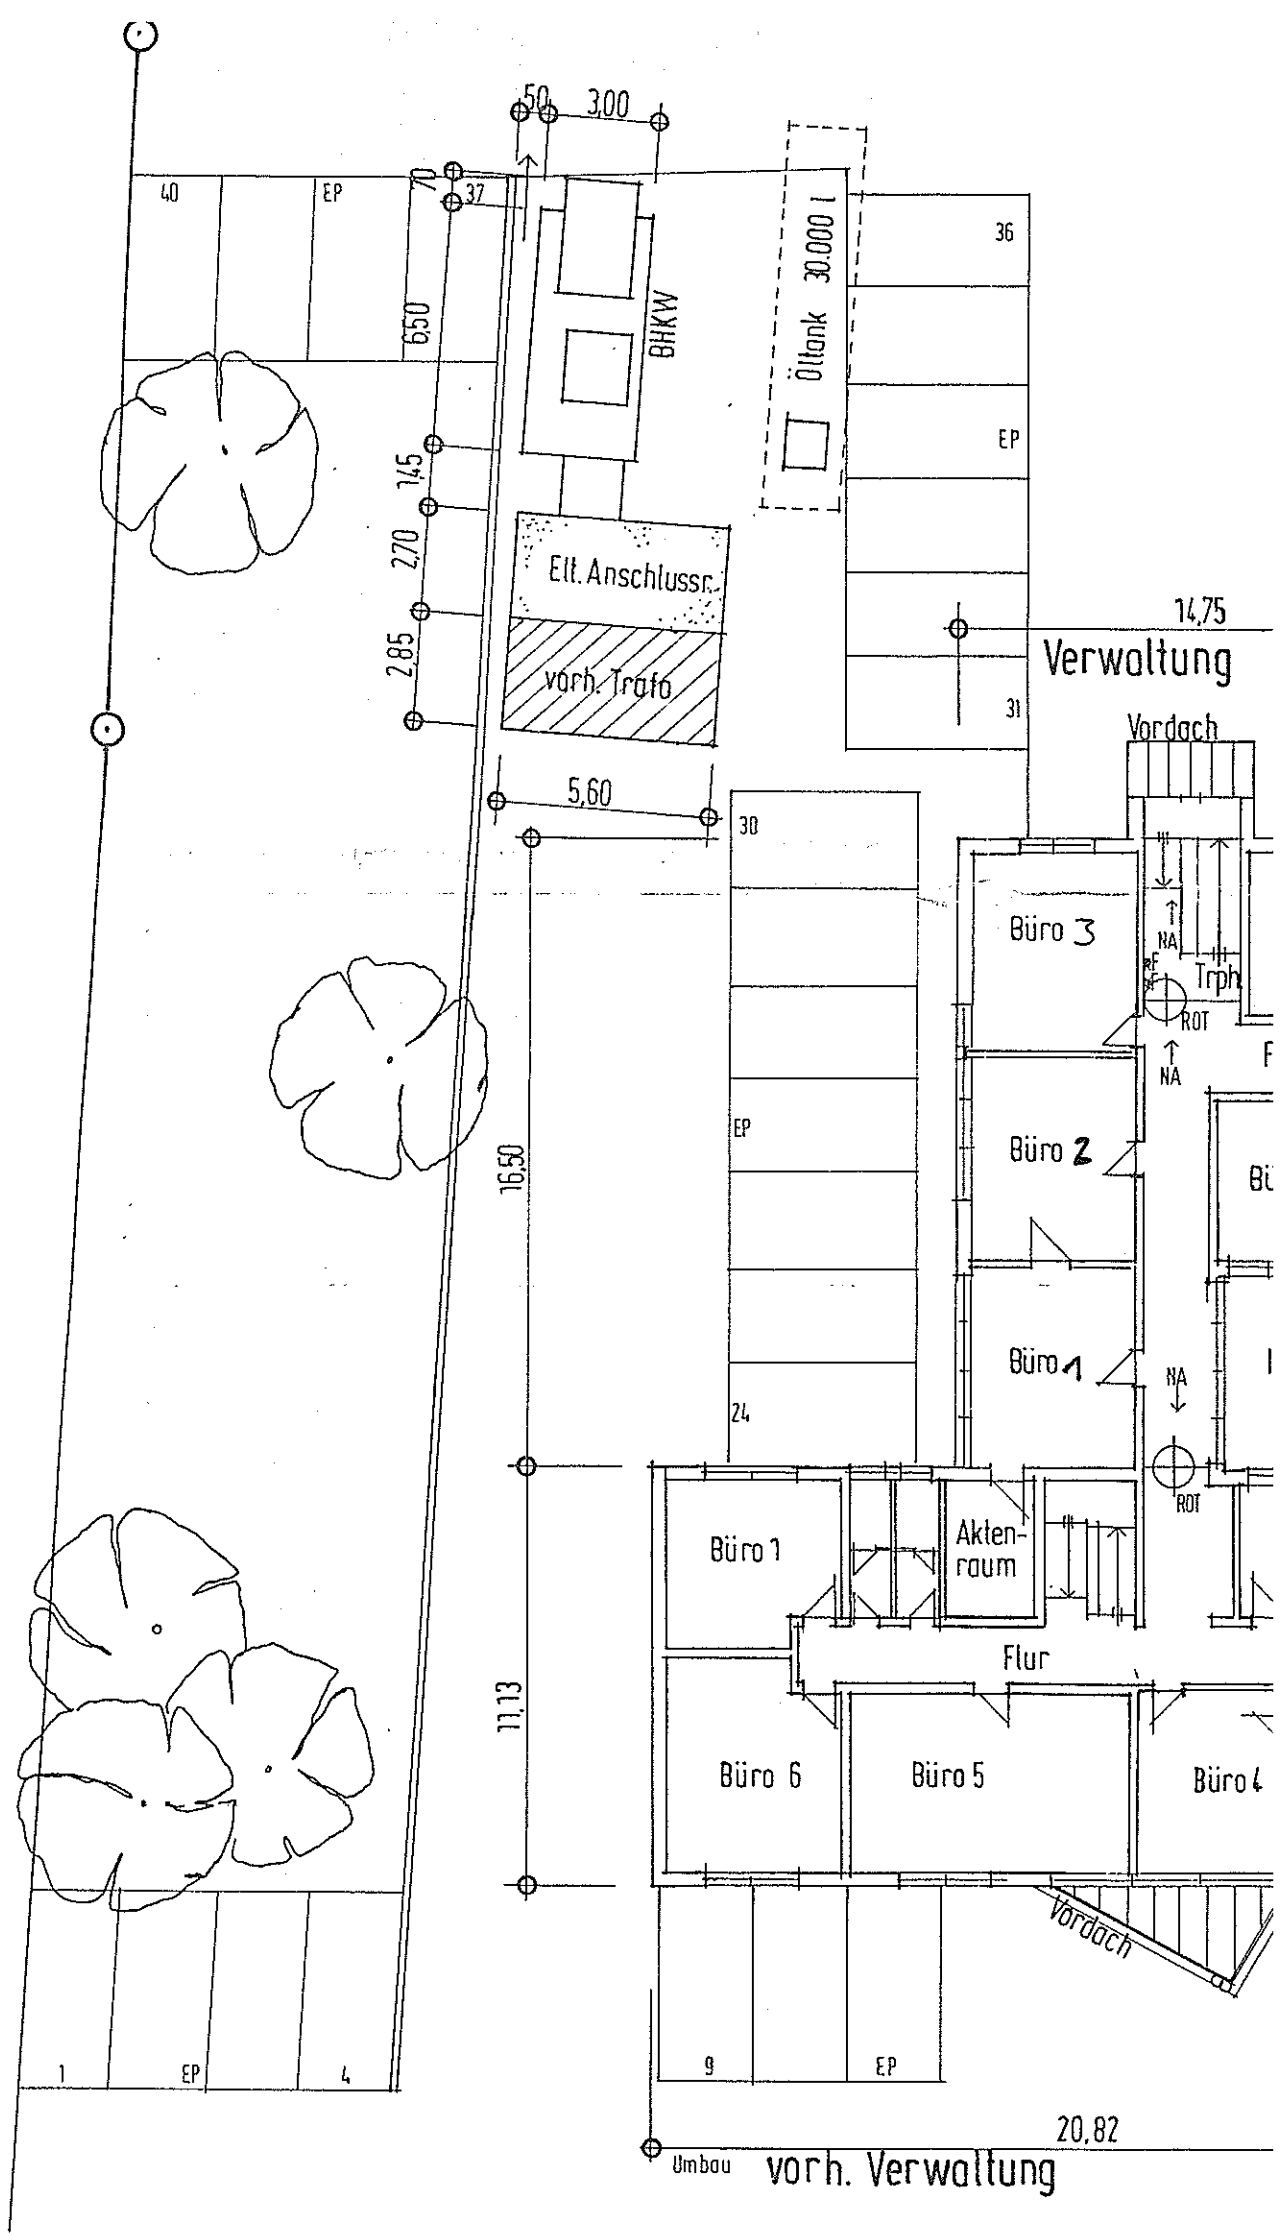 50
3,00
70
40
EP
37
36
30.000 l
Öltank
6,50
BHKW
EP
1,45
2,70
Elt. Anschlussr.
14,75
2,85
Verwaltung
vorh. Trafo
31
Vordach
5,60
30
Büro 3
NA
Trph
ROT
NA
EP
Büro 2
16,50
Büro 1
NA
24
ROT
Büro 1
Akten-
raum
Flur
11,13
Büro 6
Büro 5
Büro 4
Vordach
1
EP
4
9
EP
20,82
Umbau
vorh. Verwaltung